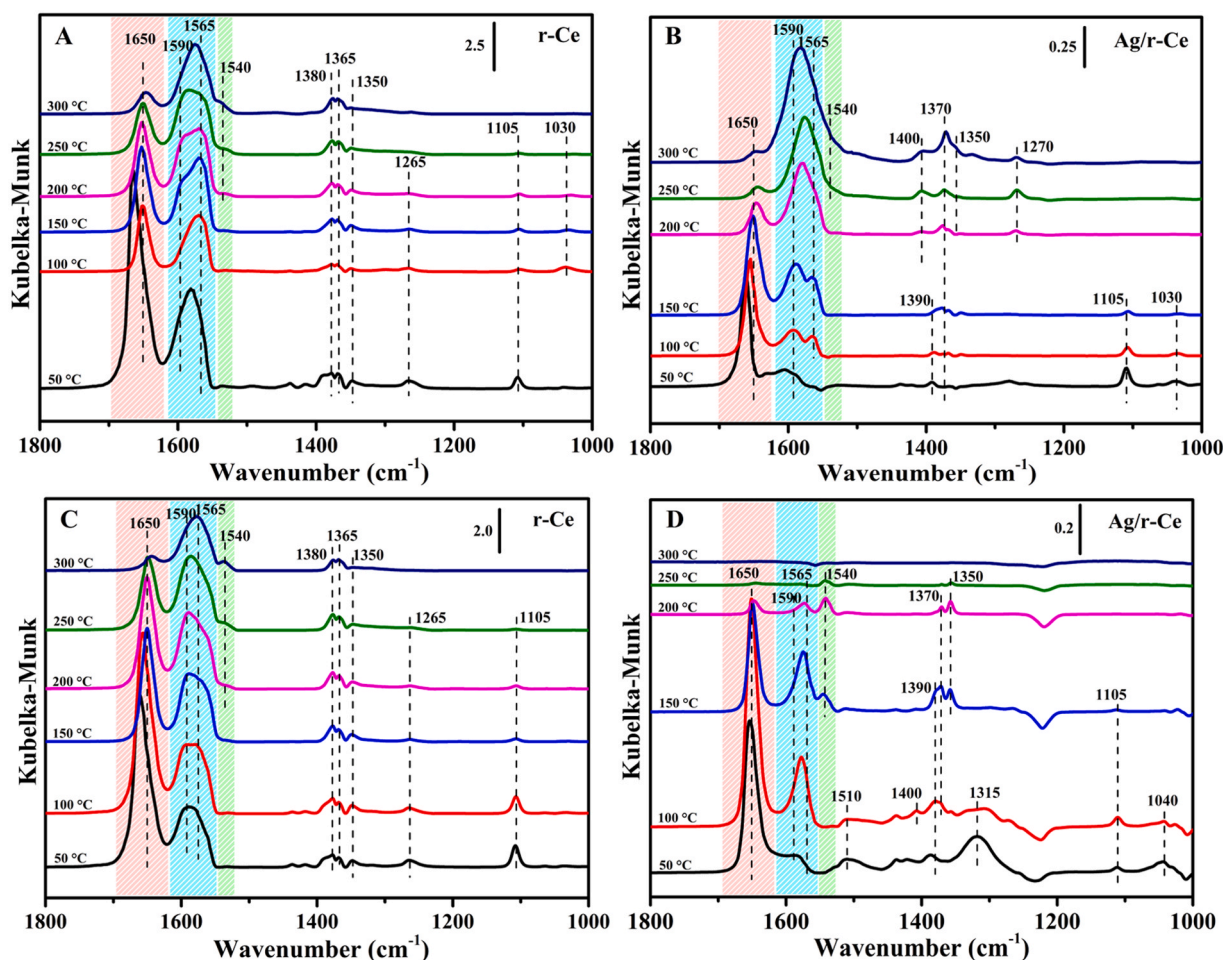 A
r-Ce
2.5
1650
1590
1565
1540
1380
1365
1350
1265
1105
1030
300 °C
250 °C
200 °C
150 °C
100 °C
50 °C
Kubelka-Munk
1800 1600 1400 1200 1000
Wavenumber (cm⁻¹)
B
Ag/r-Ce
0.25
1650
1590
1565
1540
1400
1370
1350
1270
1390
1105
1030
300 °C
250 °C
200 °C
150 °C
100 °C
50 °C
Kubelka-Munk
1800 1600 1400 1200 1000
Wavenumber (cm⁻¹)
C
r-Ce
2.0
1650
1590
1565
1540
1380
1365
1350
1265
1105
300 °C
250 °C
200 °C
150 °C
100 °C
50 °C
Kubelka-Munk
1800 1600 1400 1200 1000
Wavenumber (cm⁻¹)
D
Ag/r-Ce
0.2
1650
1565
1590
1540
1370
1350
1390
1105
1510
1400
1315
1040
300 °C
250 °C
200 °C
150 °C
100 °C
50 °C
Kubelka-Munk
1800 1600 1400 1200 1000
Wavenumber (cm⁻¹)